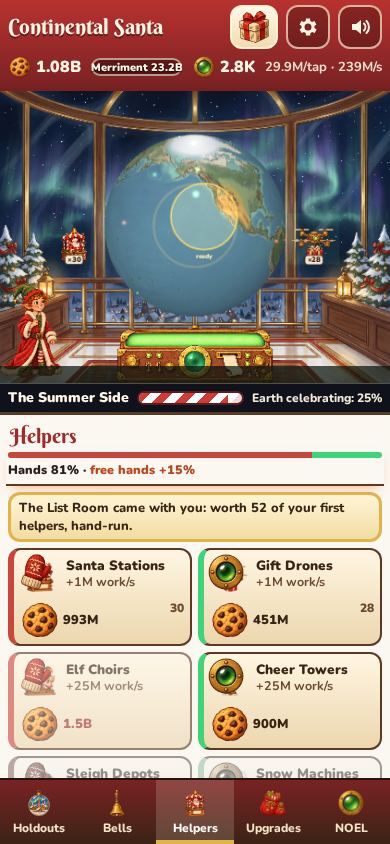 Continental Santa
1.08B
Merriment 23.2B
2.8K
29.9M/tap · 239M/s
×30
×28
ready
The Summer Side
Earth celebrating: 25%
Helpers
Hands 81% · free hands +15%
The List Room came with you: worth 52 of your first
helpers, hand-run.
Santa Stations
+1M work/s
993M
30
Gift Drones
+1M work/s
451M
28
Elf Choirs
+25M work/s
1.5B
Cheer Towers
+25M work/s
900M
Sleigh Depots
Snow Machines
Holdouts
Bells
Helpers
Upgrades
NOEL